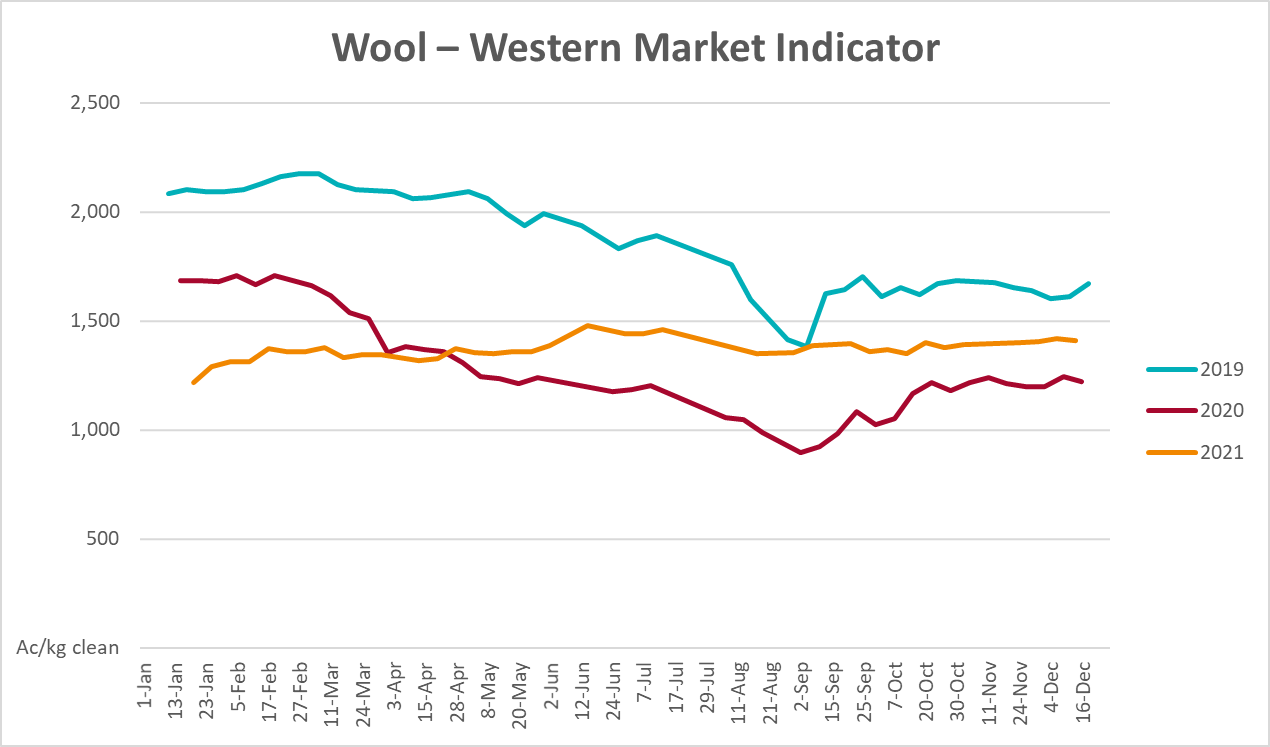 Wool – Western Market Indicator
2,500
2,000
1,500
1,000
500
Ac/kg clean
1-Jan
13-Jan
23-Jan
5-Feb
17-Feb
27-Feb
11-Mar
24-Mar
3-Apr
15-Apr
28-Apr
8-May
20-May
2-Jun
12-Jun
24-Jun
7-Jul
17-Jul
29-Jul
11-Aug
21-Aug
2-Sep
15-Sep
25-Sep
7-Oct
20-Oct
30-Oct
11-Nov
24-Nov
4-Dec
16-Dec
2019
2020
2021